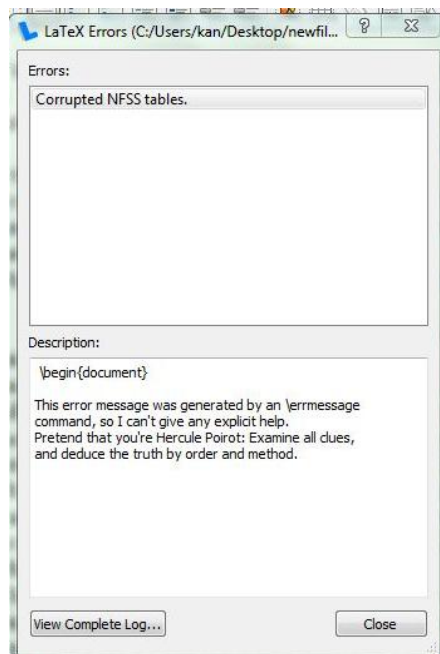 LaTeX Errors (C:/Users/kan/Desktop/newfil...
Errors:
Corrupted NFSS tables.
Description:
\begin{document}
This error message was generated by an \errmessage
command, so I can't give any explicit help.
Pretend that you're Hercule Poirot: Examine all clues,
and deduce the truth by order and method.
View Complete Log...
Close